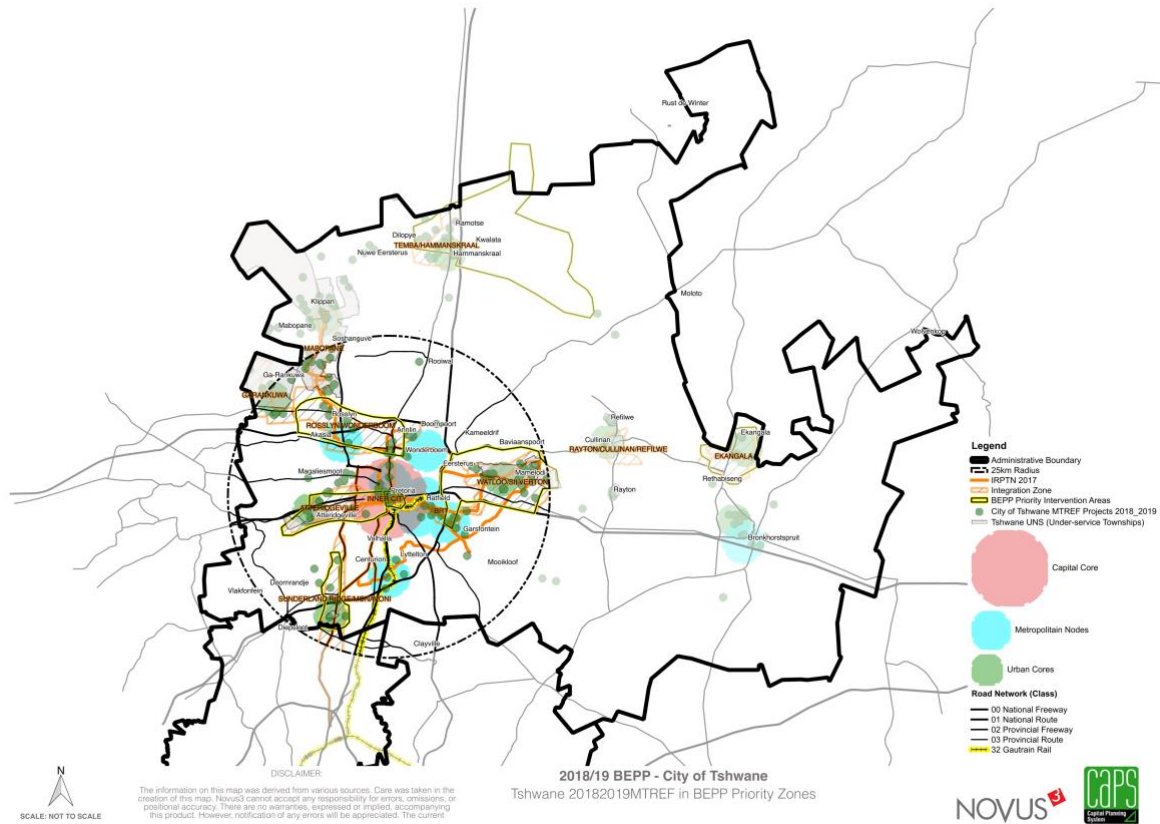 Rust de Winter
Ramotse
Dilopye
Kwalata
TEMBA/HAMMANSKRAAL
Nuwe Eersterus
Hammanskraal
Moloto
Klippan
Mabopane
Soshanguve
Rooiwal
Ga-Rankuwa
Rosslyn
Boompoort
Kameeldrif
Akasia
Wonderboom
Baviaanspoort
Refilwe
Cullinan
RAYTON/CULLINAN/REFILWE
Ekangala
EKANGALA
Rethabiseng
Magaliesmoot
Eersterus
Mamelodi
WATLOO/SILVERTON
Pretoria
INNER CITY
Hatfield
Rayton
Atteridgeville
BRT
Garsfontein
Bronkhorstspruit
Lyttelton
Centurion
Mooikloof
Doornrandje
Vlakfontein
Clayville
Legend
Administrative Boundary
25km Radius
IRPTN 2017
Integration Zone
BEPP Priority Intervention Areas
City of Tshwane MTREF Projects 2018_2019
Tshwane UNS (Under-service Townships)
Capital Core
Metropolitain Nodes
Urban Cores
Road Network (Class)
00 National Freeway
01 National Route
02 Provincial Freeway
03 Provincial Route
32 Gautrain Rail
N
SCALE: NOT TO SCALE
DISCLAIMER:
The information on this map was derived from various sources. Care was taken in the
creation of this map. Novus3 cannot accept any responsibility for errors, omissions, or
positional accuracy. There are no warranties, expressed or implied, accompanying
this product. However, notification of any errors will be appreciated. The current
2018/19 BEPP - City of Tshwane
Tshwane 20182019MTREF in BEPP Priority Zones
NOVUS3
CaPS
Capital Planning
System